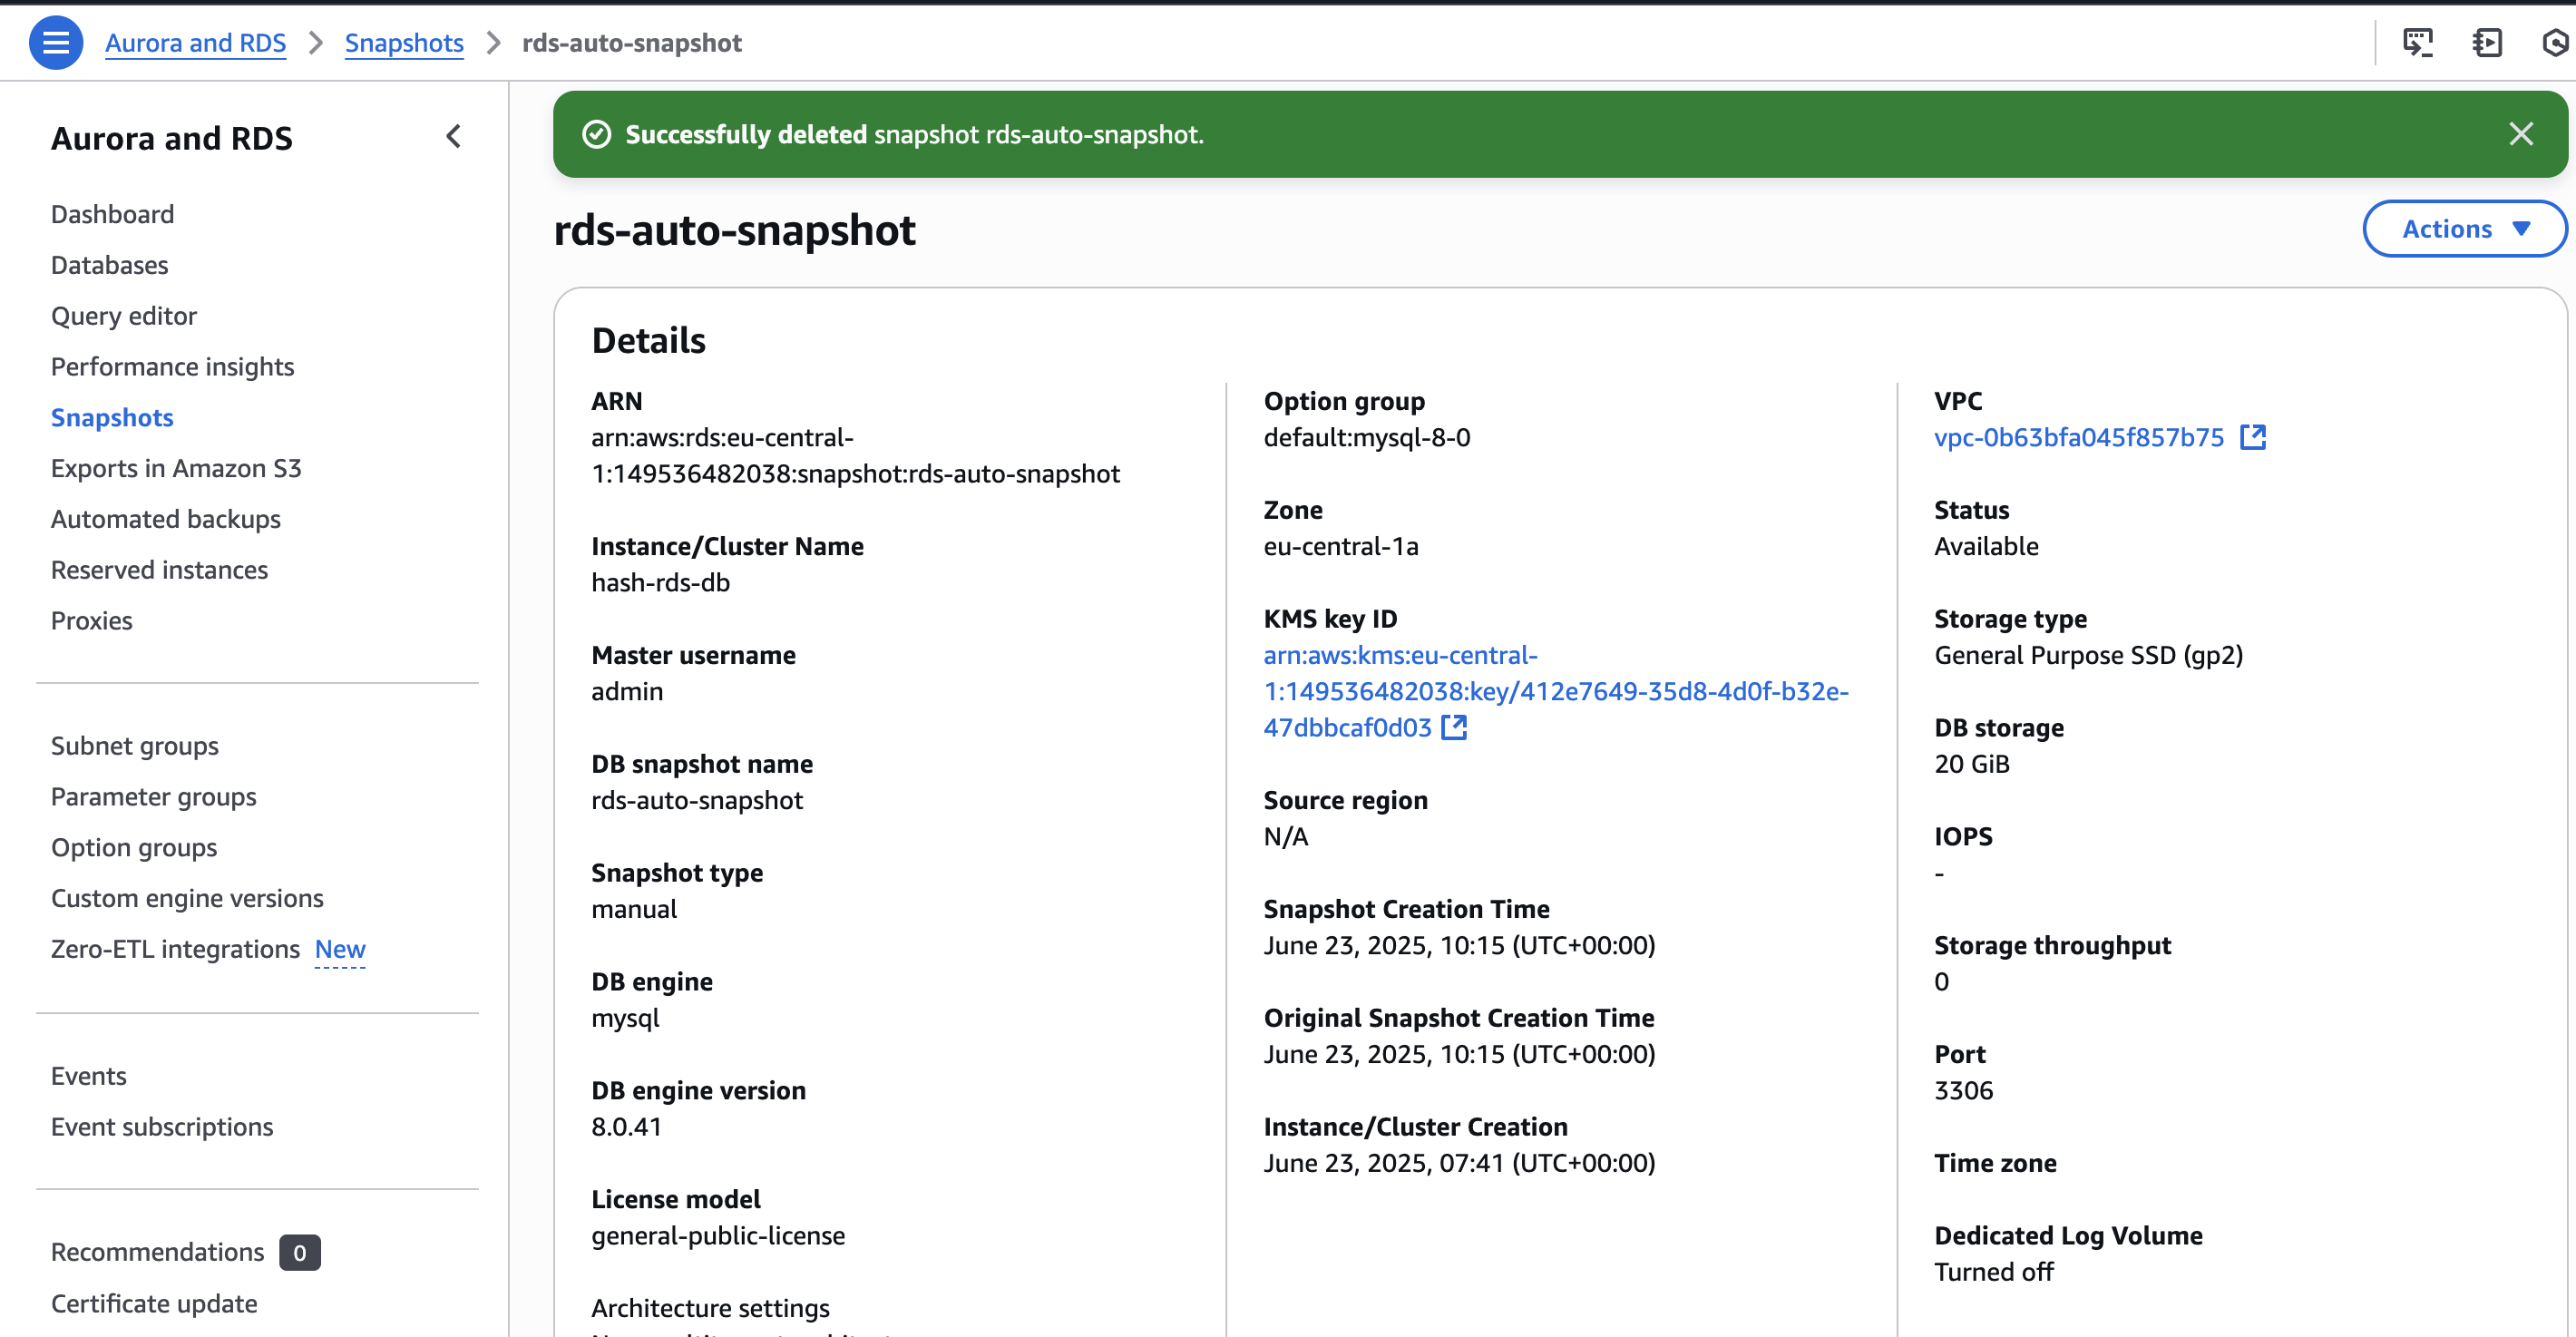 Aurora and RDS > Snapshots > rds-auto-snapshot
Aurora and RDS
Dashboard
Databases
Query editor
Performance insights
Snapshots
Exports in Amazon S3
Automated backups
Reserved instances
Proxies
Subnet groups
Parameter groups
Option groups
Custom engine versions
Zero-ETL integrations New
Events
Event subscriptions
Recommendations 0
Certificate update
Successfully deleted snapshot rds-auto-snapshot.
rds-auto-snapshot
Actions
Details
ARN
arn:aws:rds:eu-central-
1:149536482038:snapshot:rds-auto-snapshot
Instance/Cluster Name
hash-rds-db
Master username
admin
DB snapshot name
rds-auto-snapshot
Snapshot type
manual
DB engine
mysql
DB engine version
8.0.41
License model
general-public-license
Architecture settings
Option group
default:mysql-8-0
Zone
eu-central-1a
KMS key ID
arn:aws:kms:eu-central-
1:149536482038:key/412e7649-35d8-4d0f-b32e-
47dbbcaf0d03
Source region
N/A
Snapshot Creation Time
June 23, 2025, 10:15 (UTC+00:00)
Original Snapshot Creation Time
June 23, 2025, 10:15 (UTC+00:00)
Instance/Cluster Creation
June 23, 2025, 07:41 (UTC+00:00)
VPC
vpc-0b63bfa045f857b75
Status
Available
Storage type
General Purpose SSD (gp2)
DB storage
20 GiB
IOPS
-
Storage throughput
0
Port
3306
Time zone
Dedicated Log Volume
Turned off